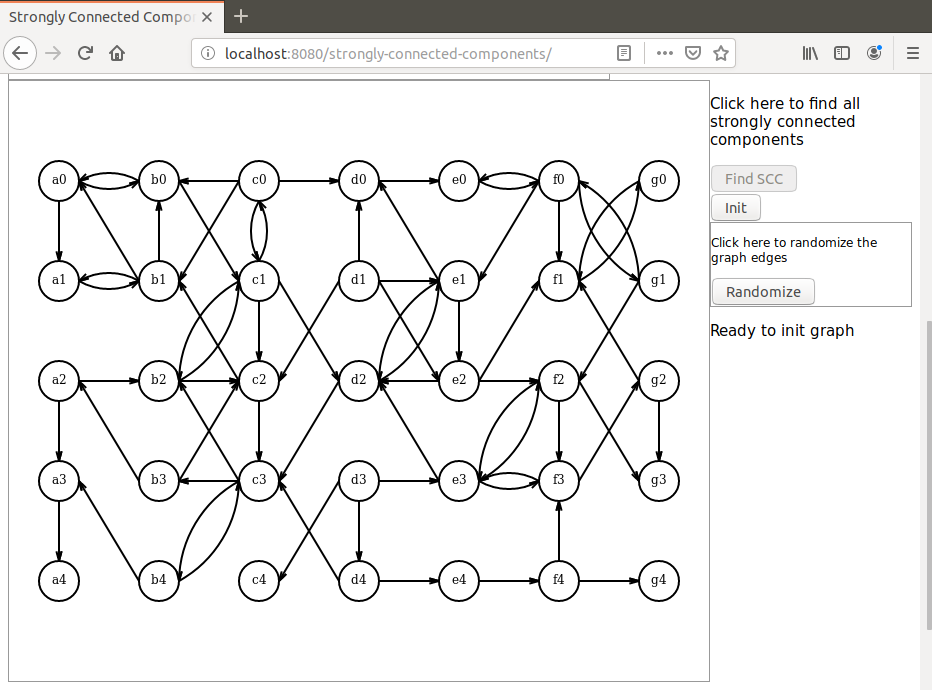 Strongly Connected Compo
localhost:8080/strongly-connected-components/
Click here to find all
strongly connected
components
Find SCC
Init
Click here to randomize the
graph edges
Randomize
Ready to init graph
a0 b0 c0 d0 e0 f0 g0
a1 b1 c1 d1 e1 f1 g1
a2 b2 c2 d2 e2 f2 g2
a3 b3 c3 d3 e3 f3 g3
a4 b4 c4 d4 e4 f4 g4